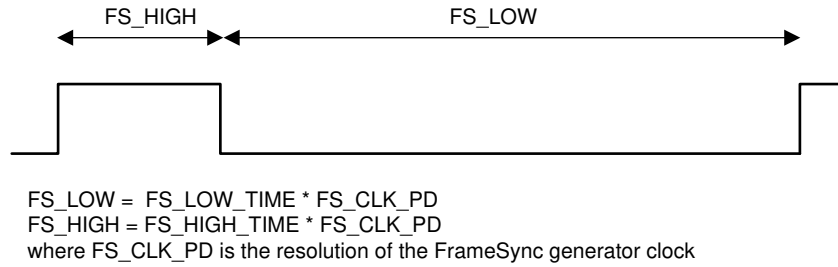 FS_HIGH
FS_LOW
FS_LOW = FS_LOW_TIME * FS_CLK_PD
FS_HIGH = FS_HIGH_TIME * FS_CLK_PD
where FS_CLK_PD is the resolution of the FrameSync generator clock